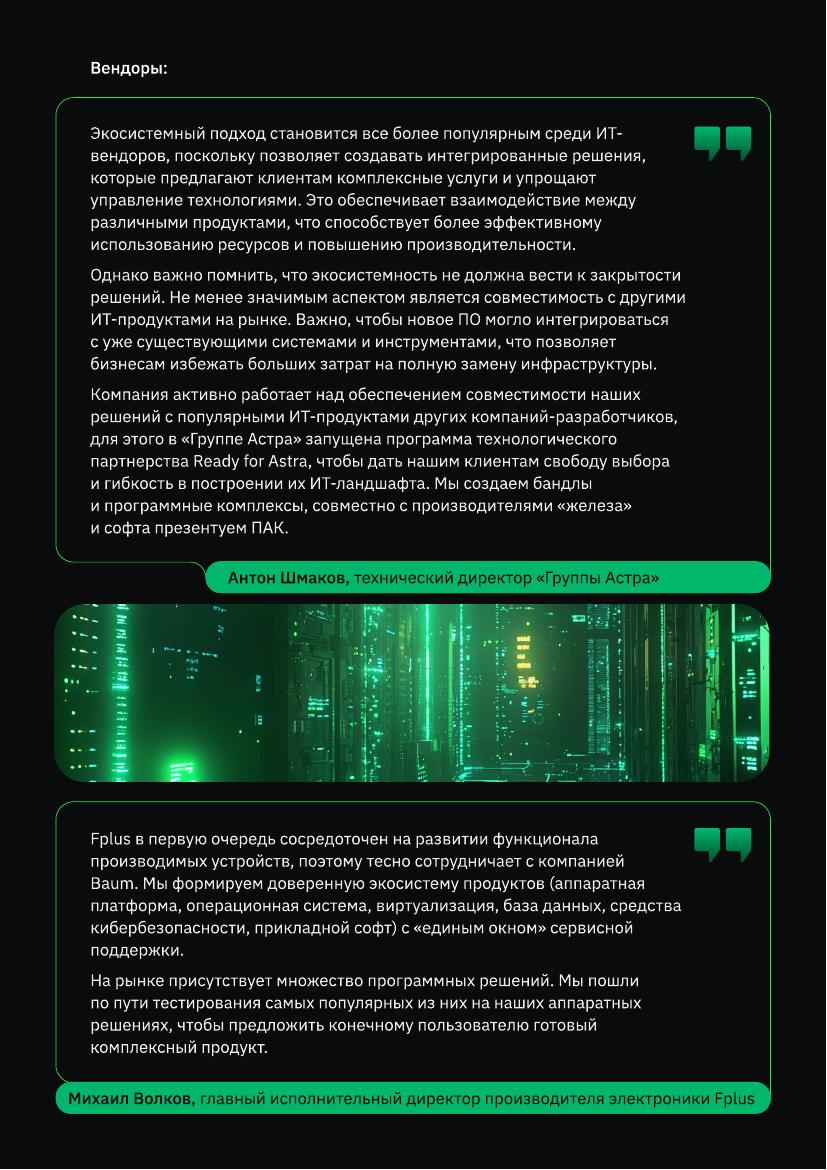 Вендоры:
Экосистемный подход становится все более популярным среди ИТ-
вендоров, поскольку позволяет создавать интегрированные решения,
которые предлагают клиентам комплексные услуги и упрощают
управление технологиями. Это обеспечивает взаимодействие между
различными продуктами, что способствует более эффективному
использованию ресурсов и повышению производительности.
Однако важно помнить, что экосистемность не должна вести к закрытости
решений. Не менее значимым аспектом является совместимость с другими
ИТ-продуктами на рынке. Важно, чтобы новое ПО могло интегрироваться
с уже существующими системами и инструментами, что позволяет
бизнесам избежать больших затрат на полную замену инфраструктуры.
Компания активно работает над обеспечением совместимости наших
решений с популярными ИТ-продуктами других компаний-разработчиков,
для этого в «Группе Астра» запущена программа технологического
партнерства Ready for Astra, чтобы дать нашим клиентам свободу выбора
и гибкость в построении их ИТ-ландшафта. Мы создаем бандлы
и программные комплексы, совместно с производителями «железа»
и софта презентуем ПАК.
Антон Шмаков, технический директор «Группы Астра»
Fplus в первую очередь сосредоточен на развитии функционала
производимых устройств, поэтому тесно сотрудничает с компанией
Baum. Мы формируем доверенную экосистему продуктов (аппаратная
платформа, операционная система, виртуализация, база данных, средства
кибербезопасности, прикладной софт) с «единым окном» сервисной
поддержки.
На рынке присутствует множество программных решений. Мы пошли
по пути тестирования самых популярных из них на наших аппаратных
решениях, чтобы предложить конечному пользователю готовый
комплексный продукт.
Михаил Волков, главный исполнительный директор производителя электроники Fplus